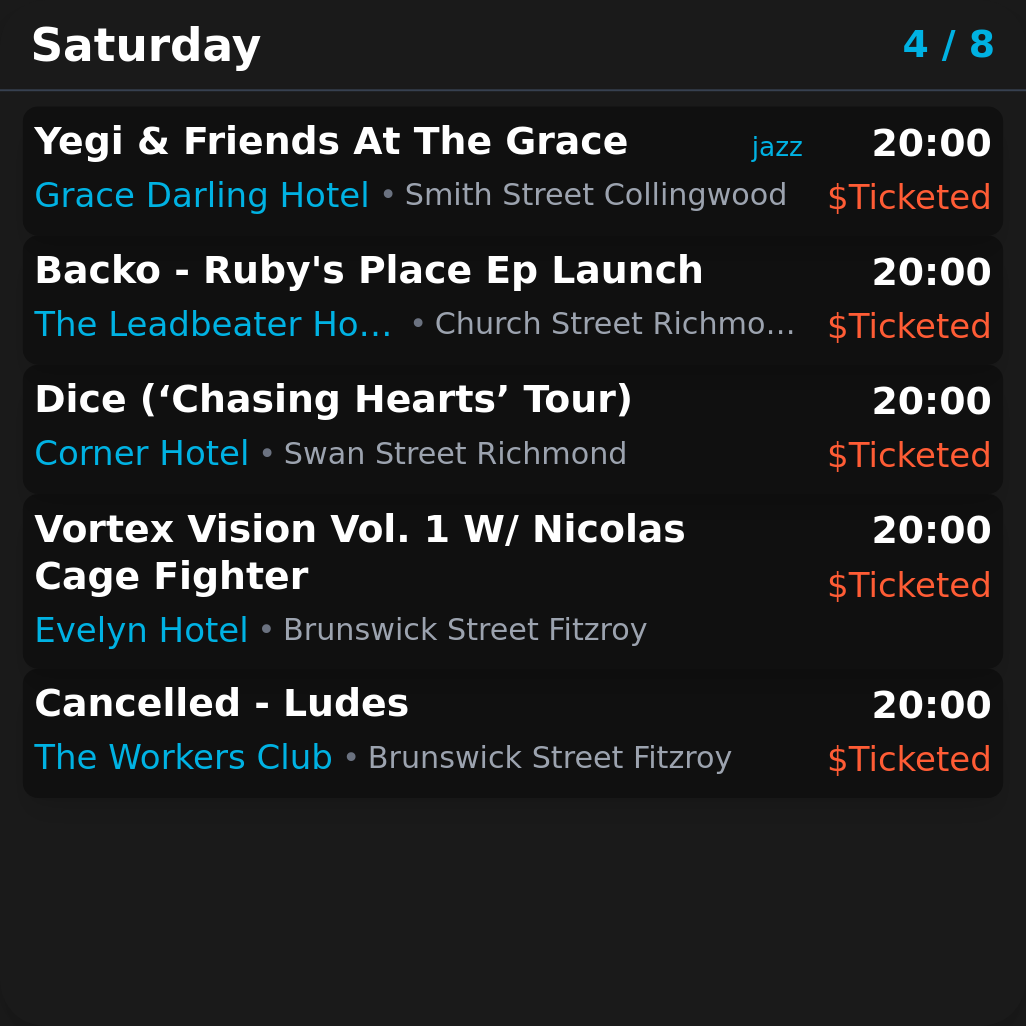 Saturday 4 / 8
Yegi & Friends At The Grace jazz 20:00
Grace Darling Hotel • Smith Street Collingwood $Ticketed
Backo - Ruby's Place Ep Launch 20:00
The Leadbeater Ho... • Church Street Richmo... $Ticketed
Dice (‘Chasing Hearts’ Tour) 20:00
Corner Hotel • Swan Street Richmond $Ticketed
Vortex Vision Vol. 1 W/ Nicolas 20:00
Cage Fighter $Ticketed
Evelyn Hotel • Brunswick Street Fitzroy
Cancelled - Ludes 20:00
The Workers Club • Brunswick Street Fitzroy $Ticketed